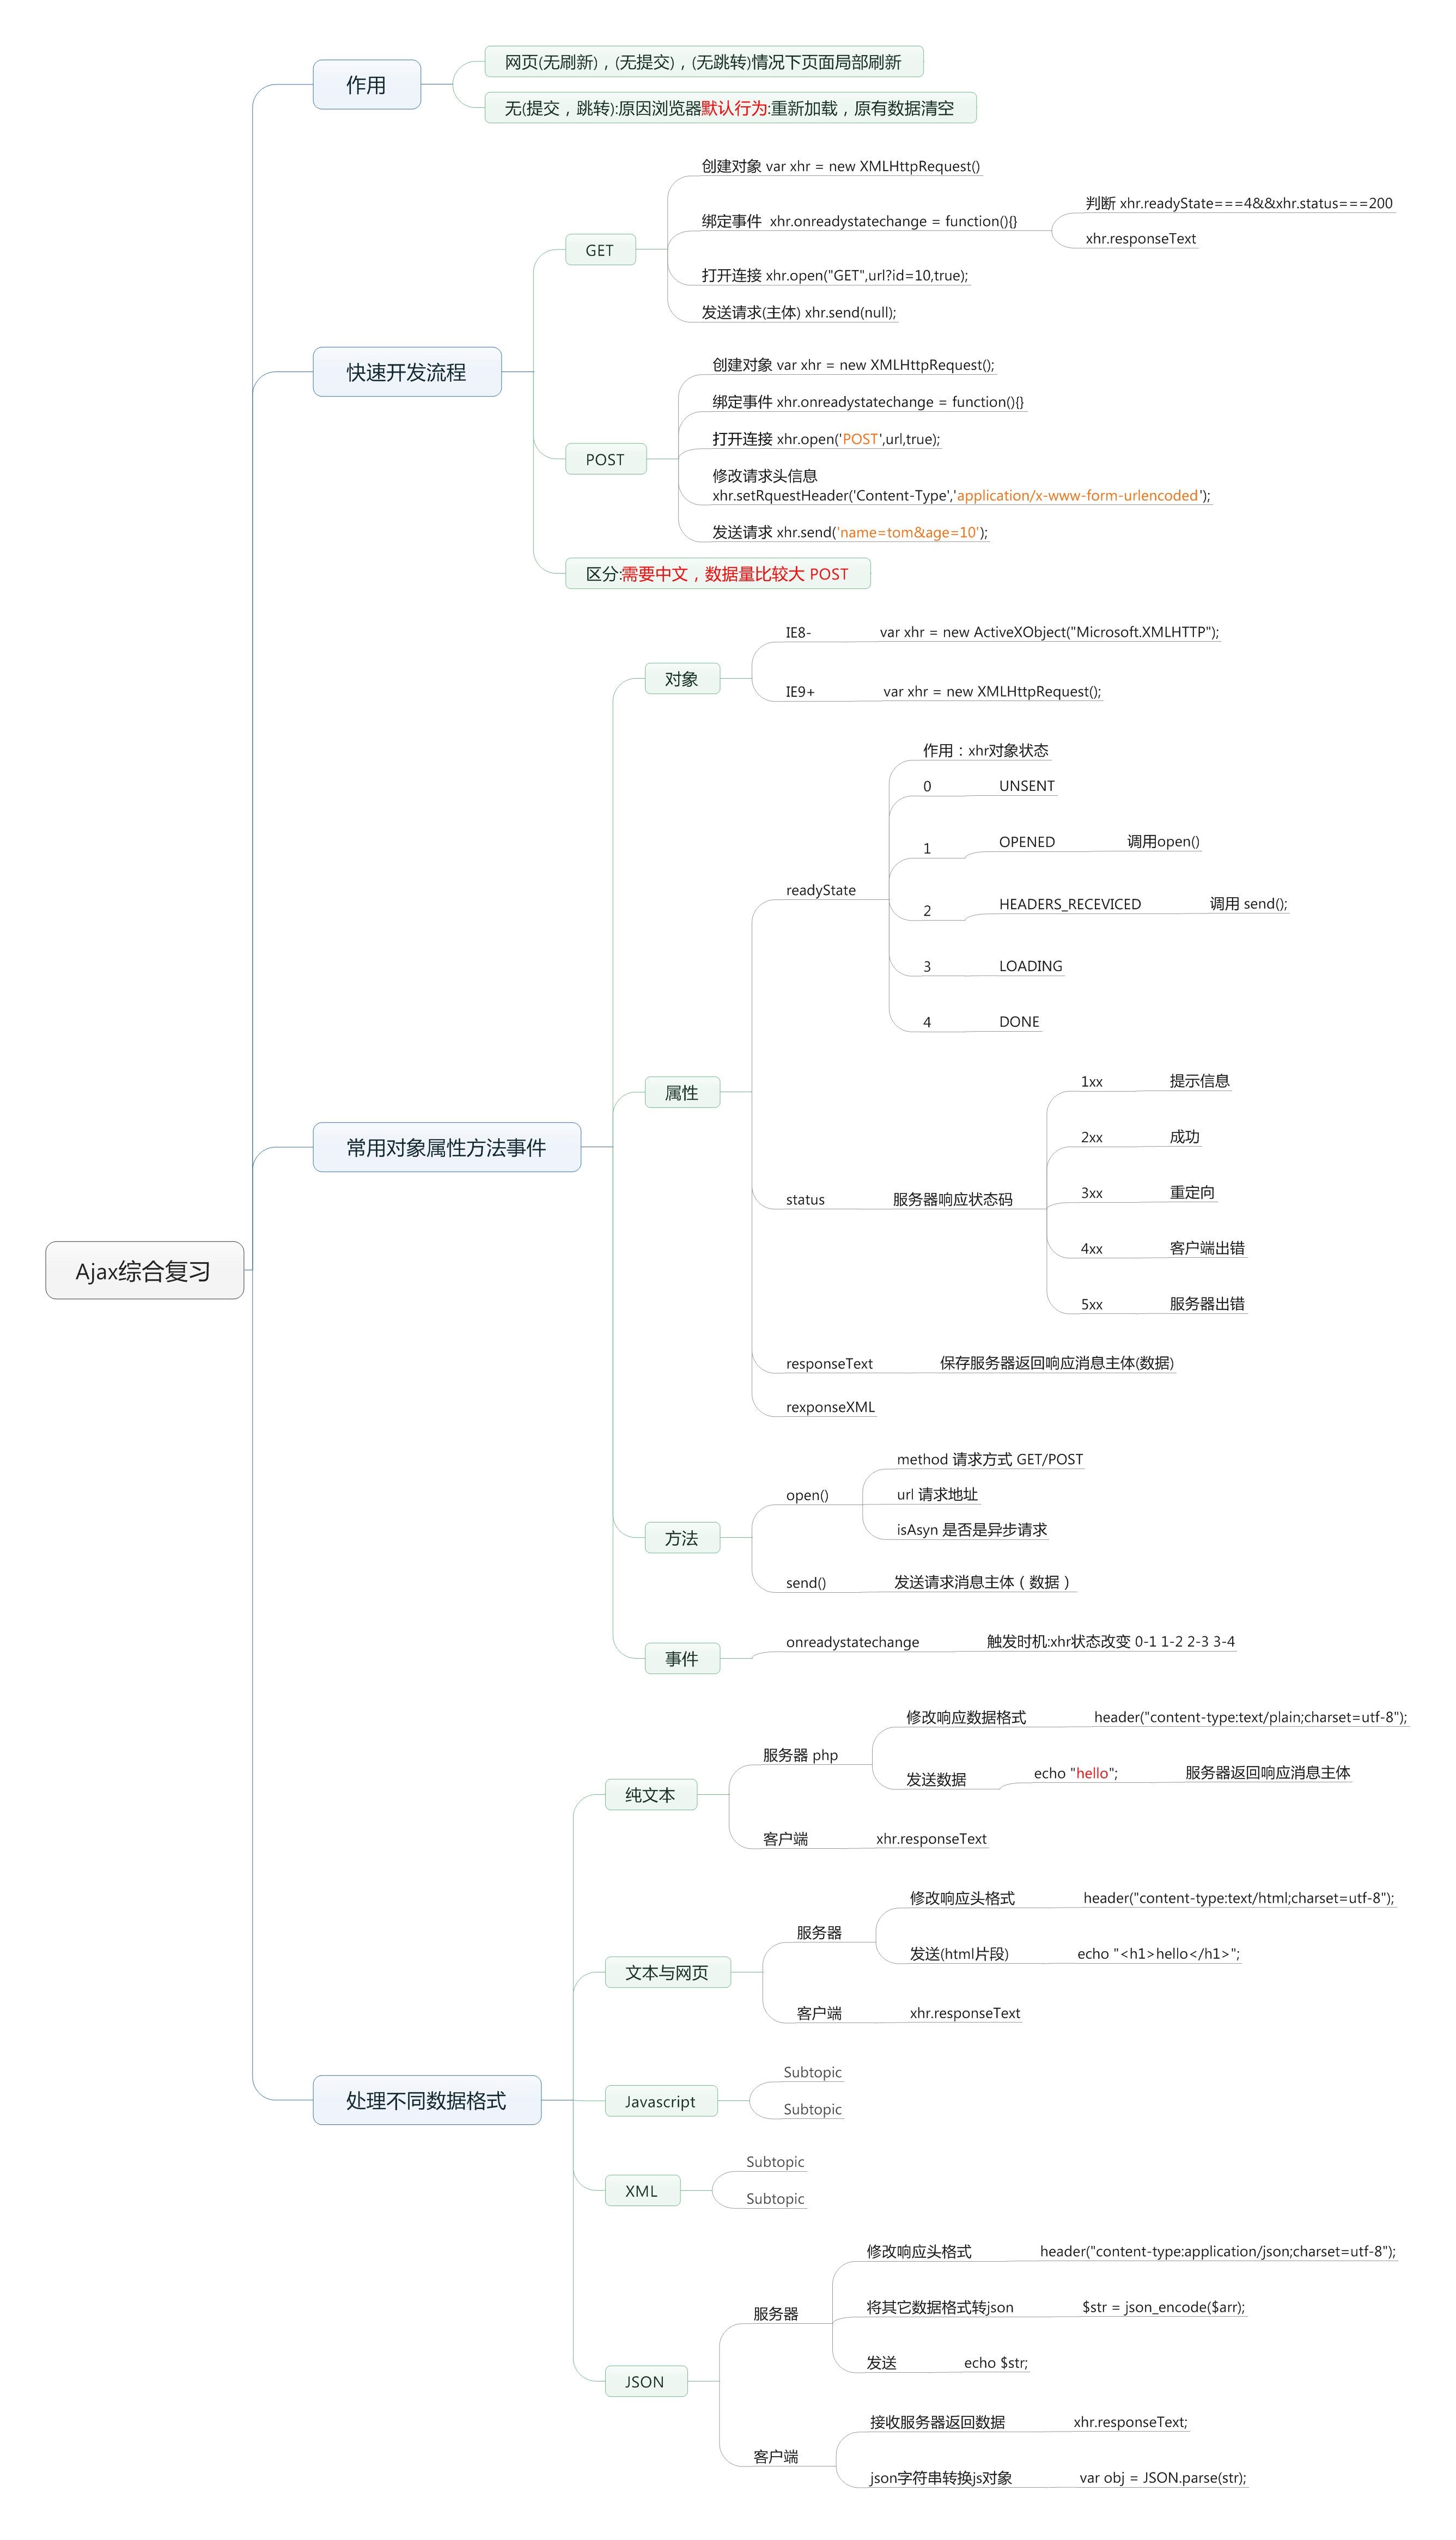 Ajax综合复习
作用
网页(无刷新)，(无提交)，(无跳转)情况下页面局部刷新
无(提交，跳转):原因浏览器默认行为:重新加载，原有数据清空
快速开发流程
GET
创建对象 var xhr = new XMLHttpRequest()
绑定事件 xhr.onreadystatechange = function(){}
判断 xhr.readyState===4&&xhr.status===200
xhr.responseText
打开连接 xhr.open("GET",url?id=10,true);
发送请求(主体) xhr.send(null);
POST
创建对象 var xhr = new XMLHttpRequest();
绑定事件 xhr.onreadystatechange = function(){}
打开连接 xhr.open('POST',url,true);
修改请求头信息
xhr.setRquestHeader('Content-Type','application/x-www-form-urlencoded');
发送请求 xhr.send('name=tom&age=10');
区分:需要中文，数据量比较大 POST
常用对象属性方法事件
对象
IE8-
var xhr = new ActiveXObject("Microsoft.XMLHTTP");
IE9+
var xhr = new XMLHttpRequest();
属性
readyState
作用：xhr对象状态
0
UNSENT
1
OPENED
调用open()
2
HEADERS_RECEVICED
调用 send();
3
LOADING
4
DONE
status
服务器响应状态码
1xx
提示信息
2xx
成功
3xx
重定向
4xx
客户端出错
5xx
服务器出错
responseText
保存服务器返回响应消息主体(数据)
rexponseXML
方法
open()
method 请求方式 GET/POST
url 请求地址
isAsyn 是否是异步请求
send()
发送请求消息主体（数据）
事件
onreadystatechange
触发时机:xhr状态改变 0-1 1-2 2-3 3-4
处理不同数据格式
纯文本
服务器 php
修改响应数据格式
header("content-type:text/plain;charset=utf-8");
发送数据
echo "hello";
服务器返回响应消息主体
客户端
xhr.responseText
文本与网页
服务器
修改响应头格式
header("content-type:text/html;charset=utf-8");
发送(html片段)
echo "<h1>hello</h1>";
客户端
xhr.responseText
Javascript
Subtopic
Subtopic
XML
Subtopic
Subtopic
JSON
服务器
修改响应头格式
header("content-type:application/json;charset=utf-8");
将其它数据格式转json
$str = json_encode($arr);
发送
echo $str;
客户端
接收服务器返回数据
xhr.responseText;
json字符串转换js对象
var obj = JSON.parse(str);